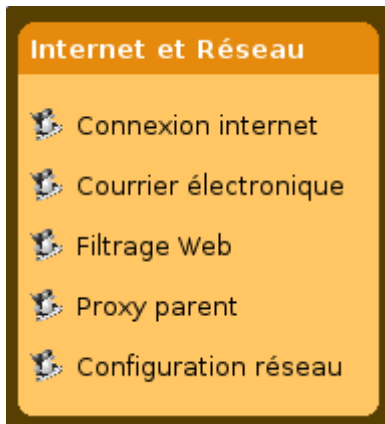 Internet et Réseau
Connexion internet
Courrier électronique
Filtrage Web
Proxy parent
Configuration réseau